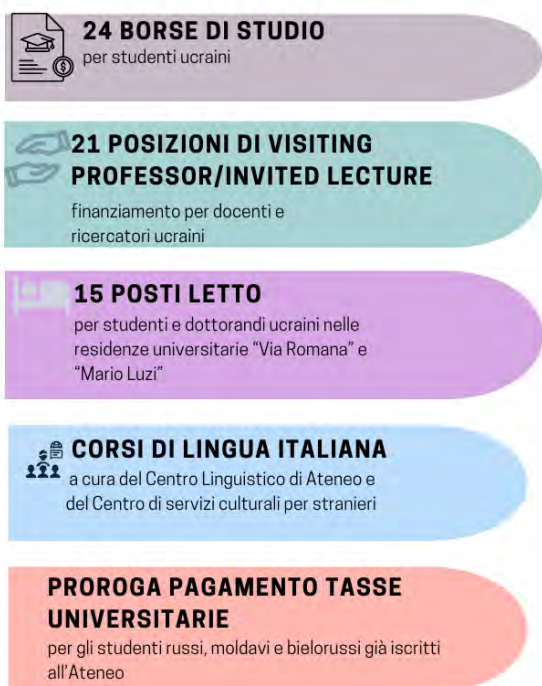 24 BORSE DI STUDIO
per studenti ucraini
21 POSIZIONI DI VISITING
PROFESSOR/INVITED LECTURE
finanziamento per docenti e
ricercatori ucraini
15 POSTI LETTO
per studenti e dottorandi ucraini nelle
residenze universitarie “Via Romana” e
“Mario Luzi”
CORSI DI LINGUA ITALIANA
a cura del Centro Linguistico di Ateneo e
del Centro di servizi culturali per stranieri
PROROGA PAGAMENTO TASSE
UNIVERSITARIE
per gli studenti russi, moldavi e bielorussi già iscritti
all’Ateneo